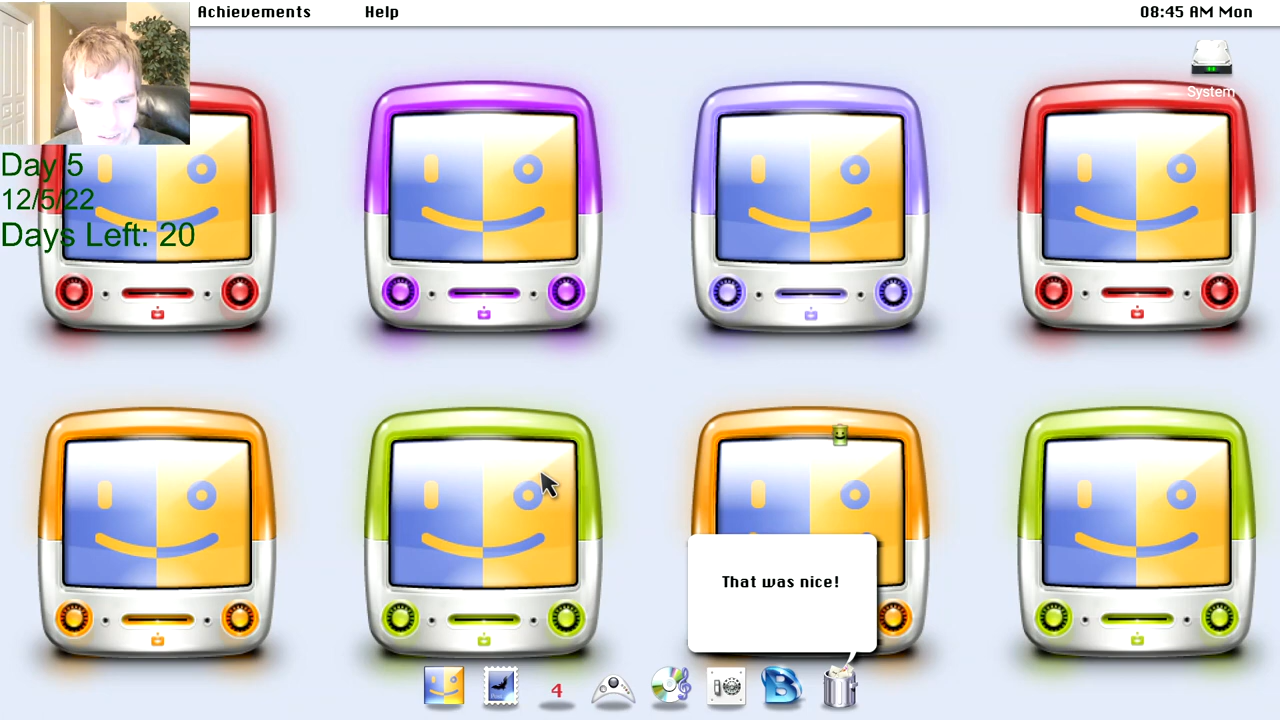 Achievements Help 08:45 AM Mon
System
Day 5
12/5/22
Days Left: 20
That was nice!
4
B